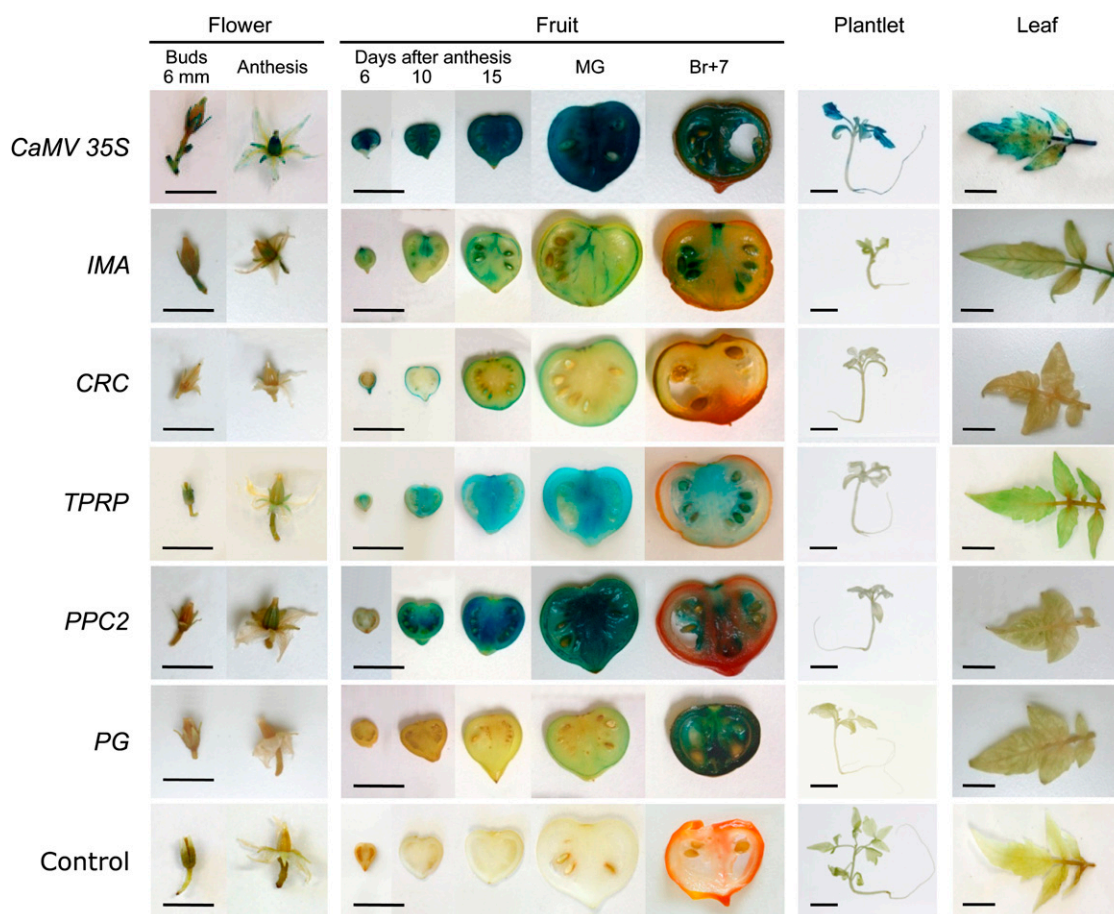 Flower Fruit Plantlet Leaf
Buds Days after anthesis
6 mm Anthesis 6 10 15 MG Br+7
CaMV 35S
IMA
CRC
TPRP
PPC2
PG
Control